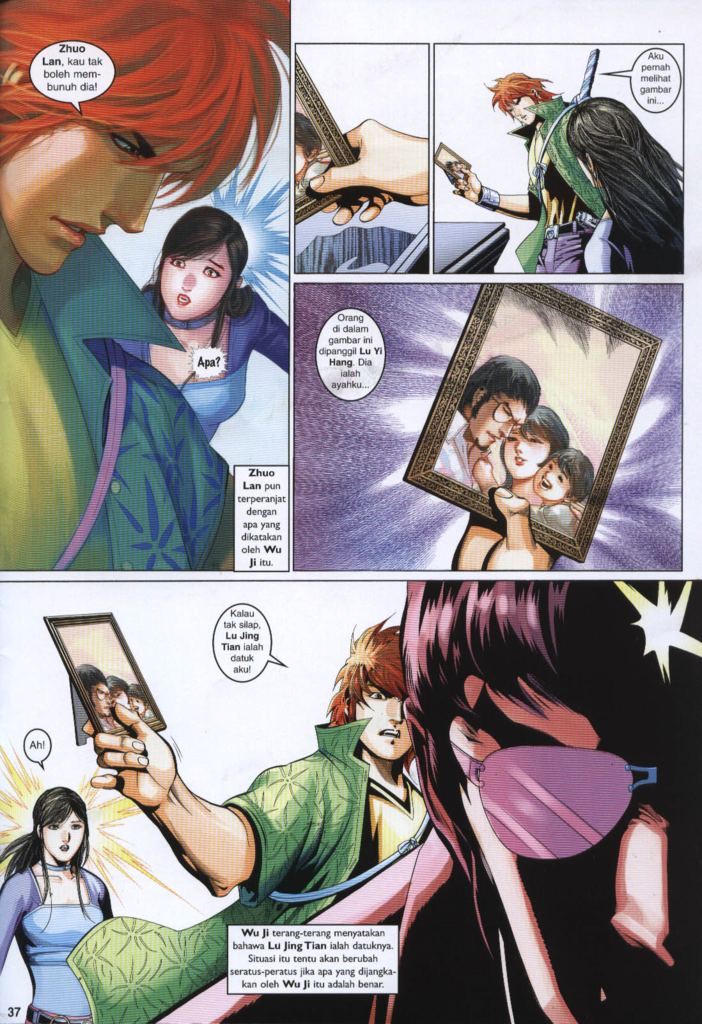 Zhuo
Lan, kau tak
boleh mem-
bunuh dia!
Apa?
Zhuo
Lan pun
terperanjat
dengan
apa yang
dikatakan
oleh Wu
Ji itu.
Aku
pernah
melihat
gambar
ini...
Orang
di dalam
gambar ini
dipanggil Lu Yi
Hang. Dia
ialah
ayahku...
Kalau
tak silap,
Lu Jing
Tian ialah
datuk
aku!
Ah!
Wu Ji terang-terang menyatakan
bahawa Lu Jing Tian ialah datuknya.
Situasi itu tentu akan berubah
seratus-peratus jika apa yang dijangka-
kan oleh Wu Ji itu adalah benar.
37